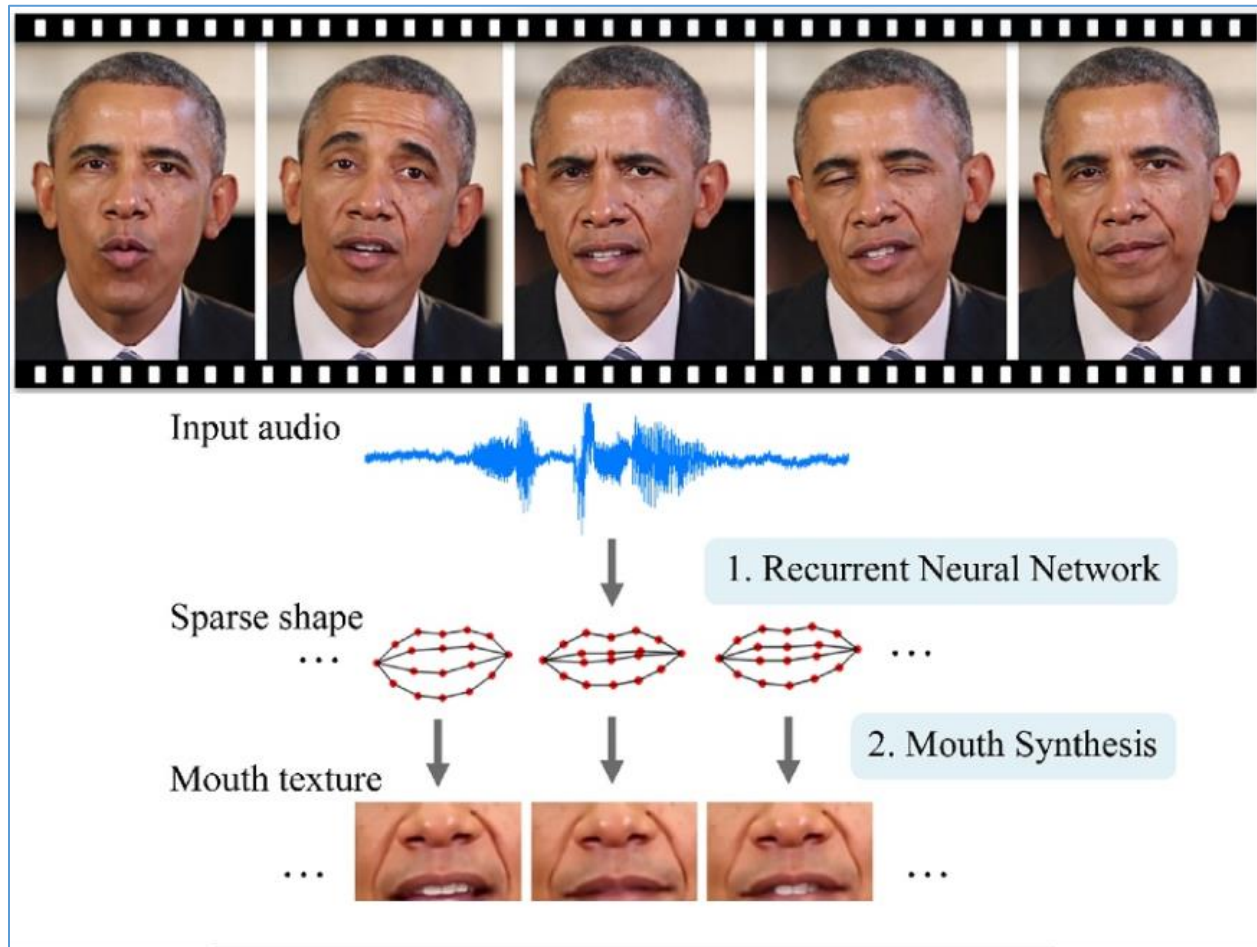 Input audio
1. Recurrent Neural Network
Sparse shape
... ...
2. Mouth Synthesis
Mouth texture
... ...